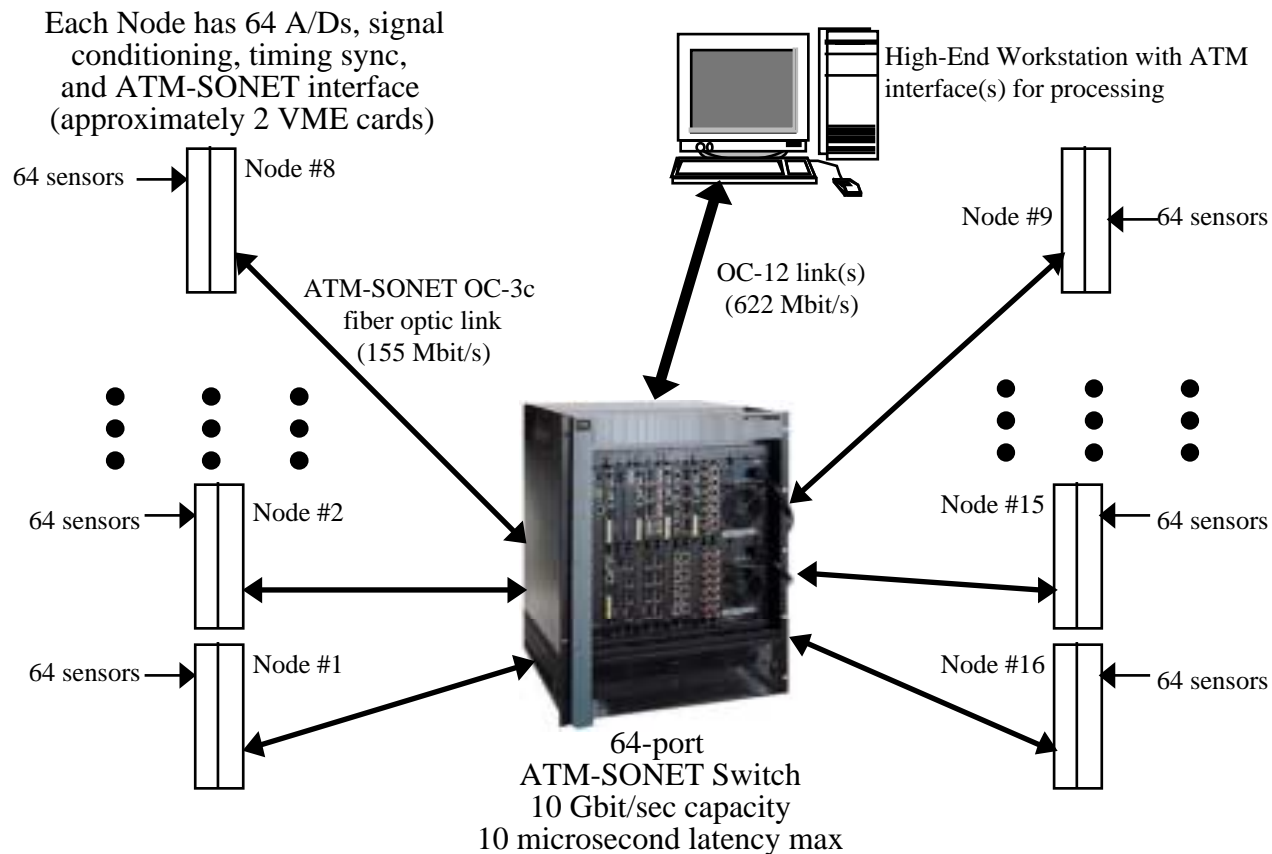 Each Node has 64 A/Ds, signal
conditioning, timing sync,
and ATM-SONET interface
(approximately 2 VME cards)
High-End Workstation with ATM
interface(s) for processing
64 sensors
Node #8
Node #9
64 sensors
ATM-SONET OC-3c
fiber optic link
(155 Mbit/s)
OC-12 link(s)
(622 Mbit/s)
64 sensors
Node #2
Node #15
64 sensors
64 sensors
Node #1
Node #16
64 sensors
64-port
ATM-SONET Switch
10 Gbit/sec capacity
10 microsecond latency max